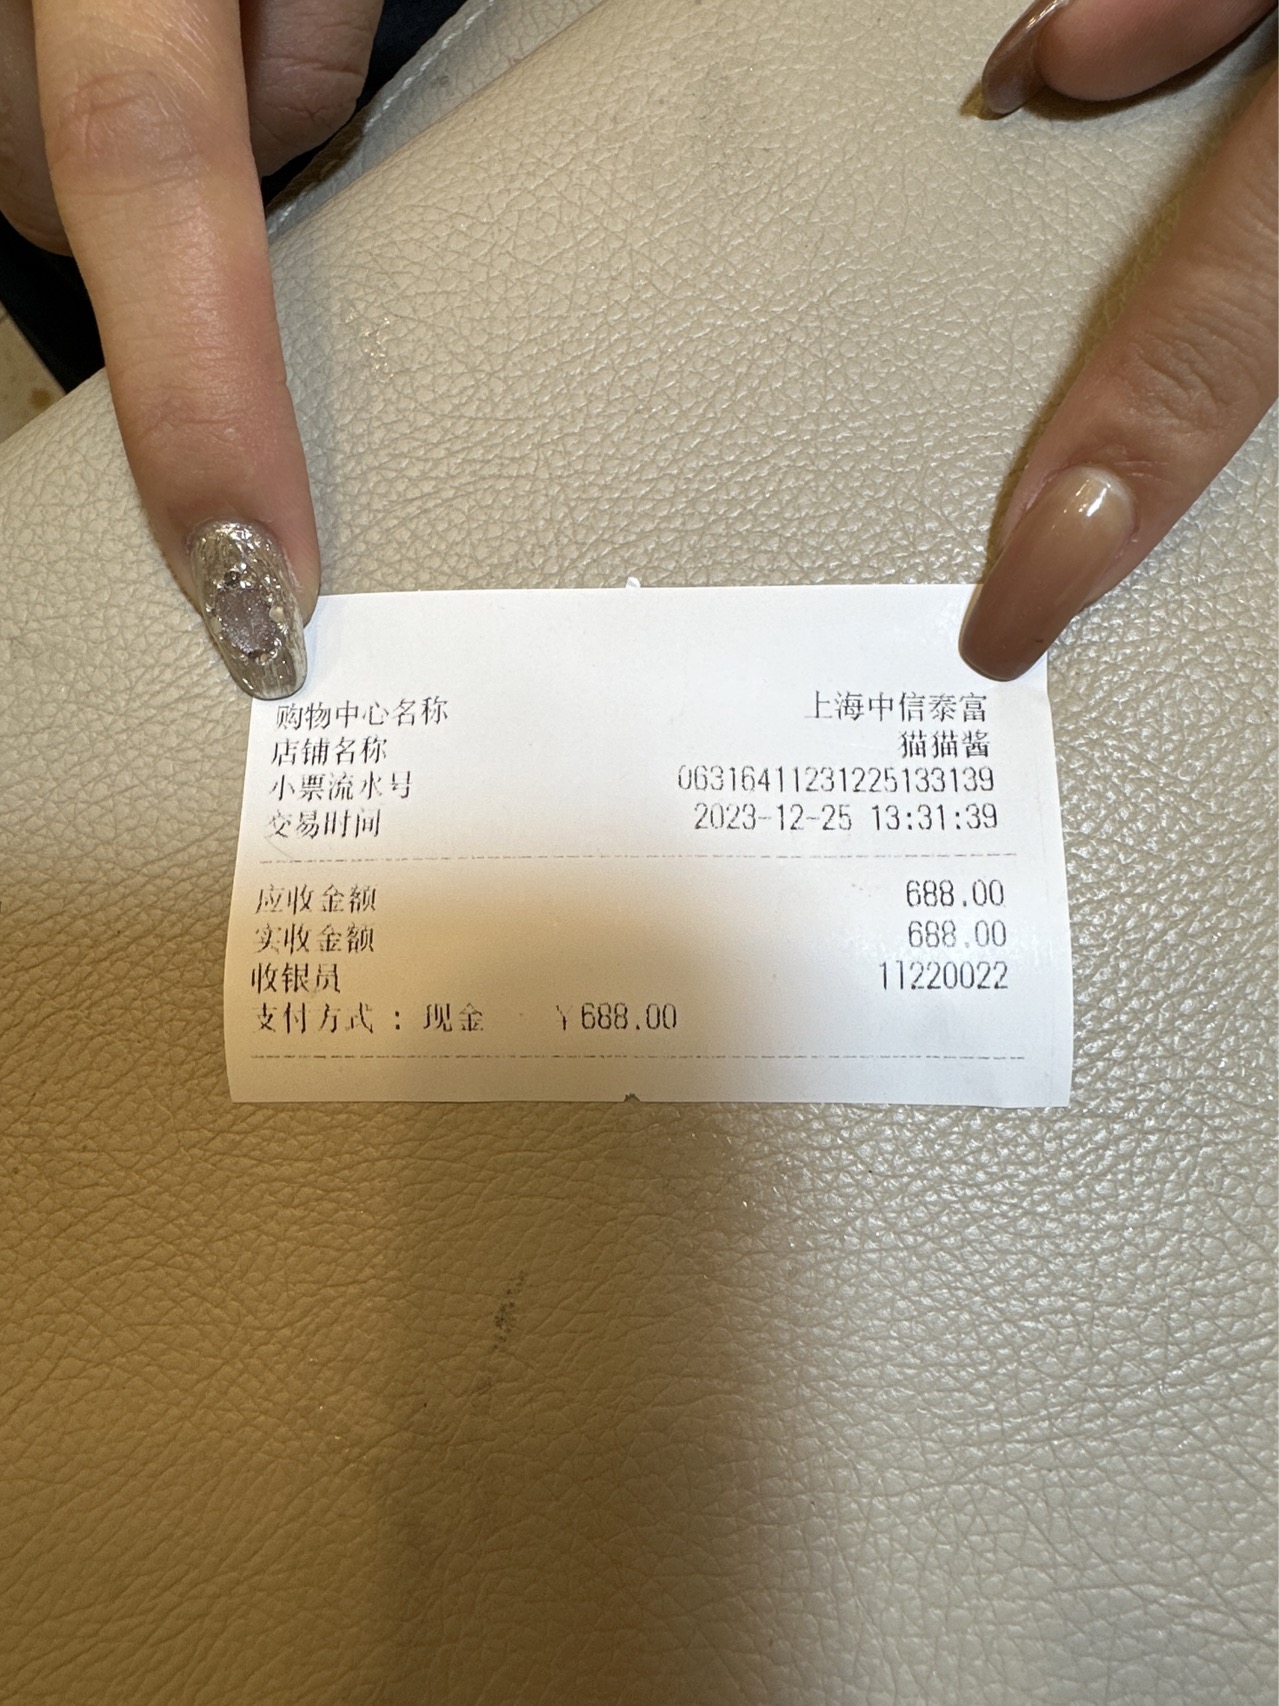 购物中心名称 上海中信泰富
店铺名称 猫猫酱
小票流水号 06316411231225133139
交易时间 2023-12-25 13:31:39
应收金额 688.00
实收金额 688.00
收银员 11220022
支付方式 : 现金 ¥688.00